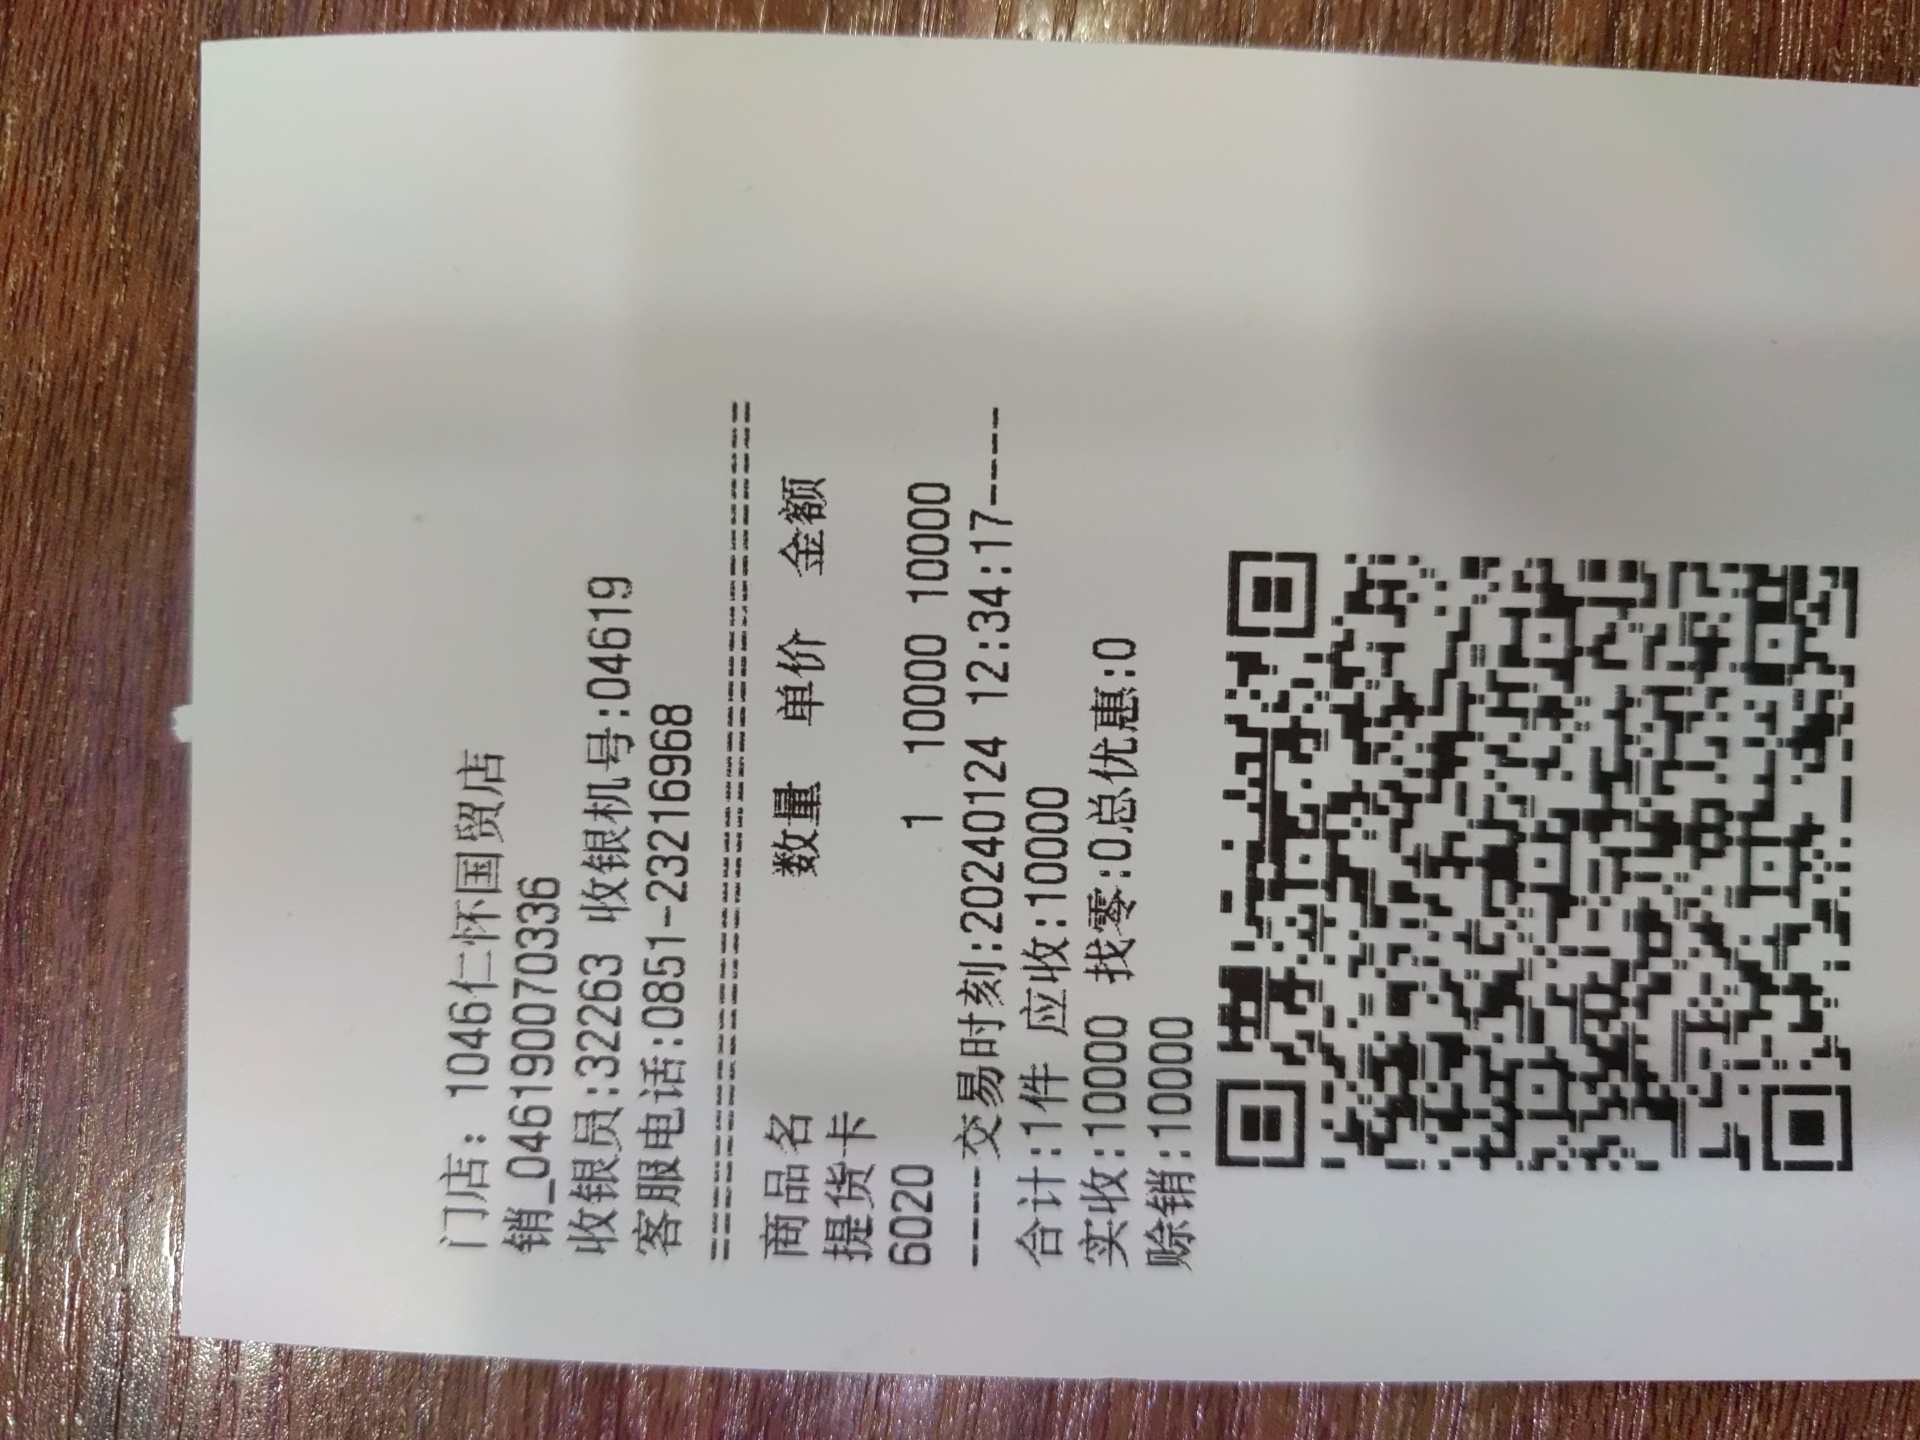 门店: 1046仁怀国贸店
销_046190070336
收银员:32263 收银机号:04619
客服电话:0851-23216968
==========================================
商品名 数量 单价 金额
提货卡
6020 1 10000 10000
-----交易时刻:20240124 12:34:17-----
合计:1件 应收:10000
实收:10000 找零:0总优惠:0
赊销:10000